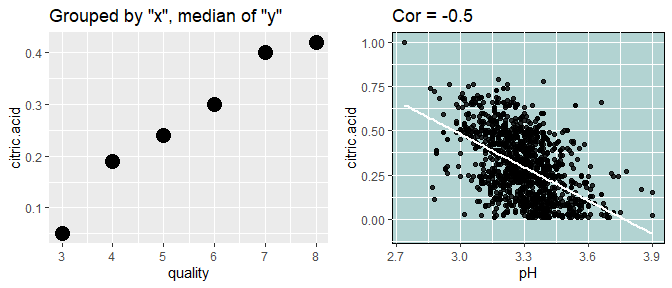 Grouped by "x", median of "y"
citric.acid
0.4
0.3
0.2
0.1
3 4 5 6 7 8
quality
Cor = -0.5
citric.acid
1.00
0.75
0.50
0.25
0.00
2.7 3.0 3.3 3.6 3.9
pH